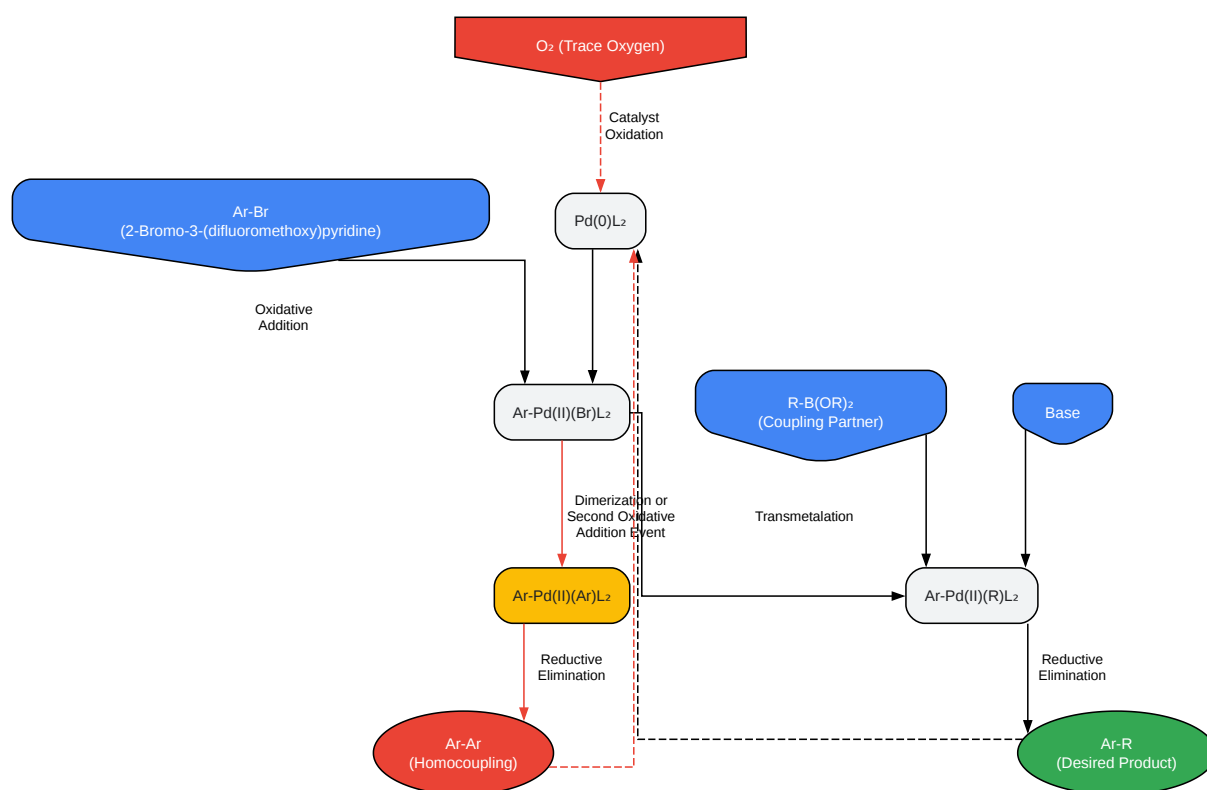 O₂ (Trace Oxygen)
Catalyst
Oxidation
Ar-Br
(2-Bromo-3-(difluoromethoxy)pyridine)
Pd(0)L₂
Oxidative
Addition
Ar-Pd(II)(Br)L₂
R-B(OR)₂
(Coupling Partner)
Base
Dimerization or
Second Oxidative
Addition Event
Transmetalation
Ar-Pd(II)(Ar)L₂
Ar-Pd(II)(R)L₂
Reductive
Elimination
Reductive
Elimination
Ar-Ar
(Homocoupling)
Ar-R
(Desired Product)